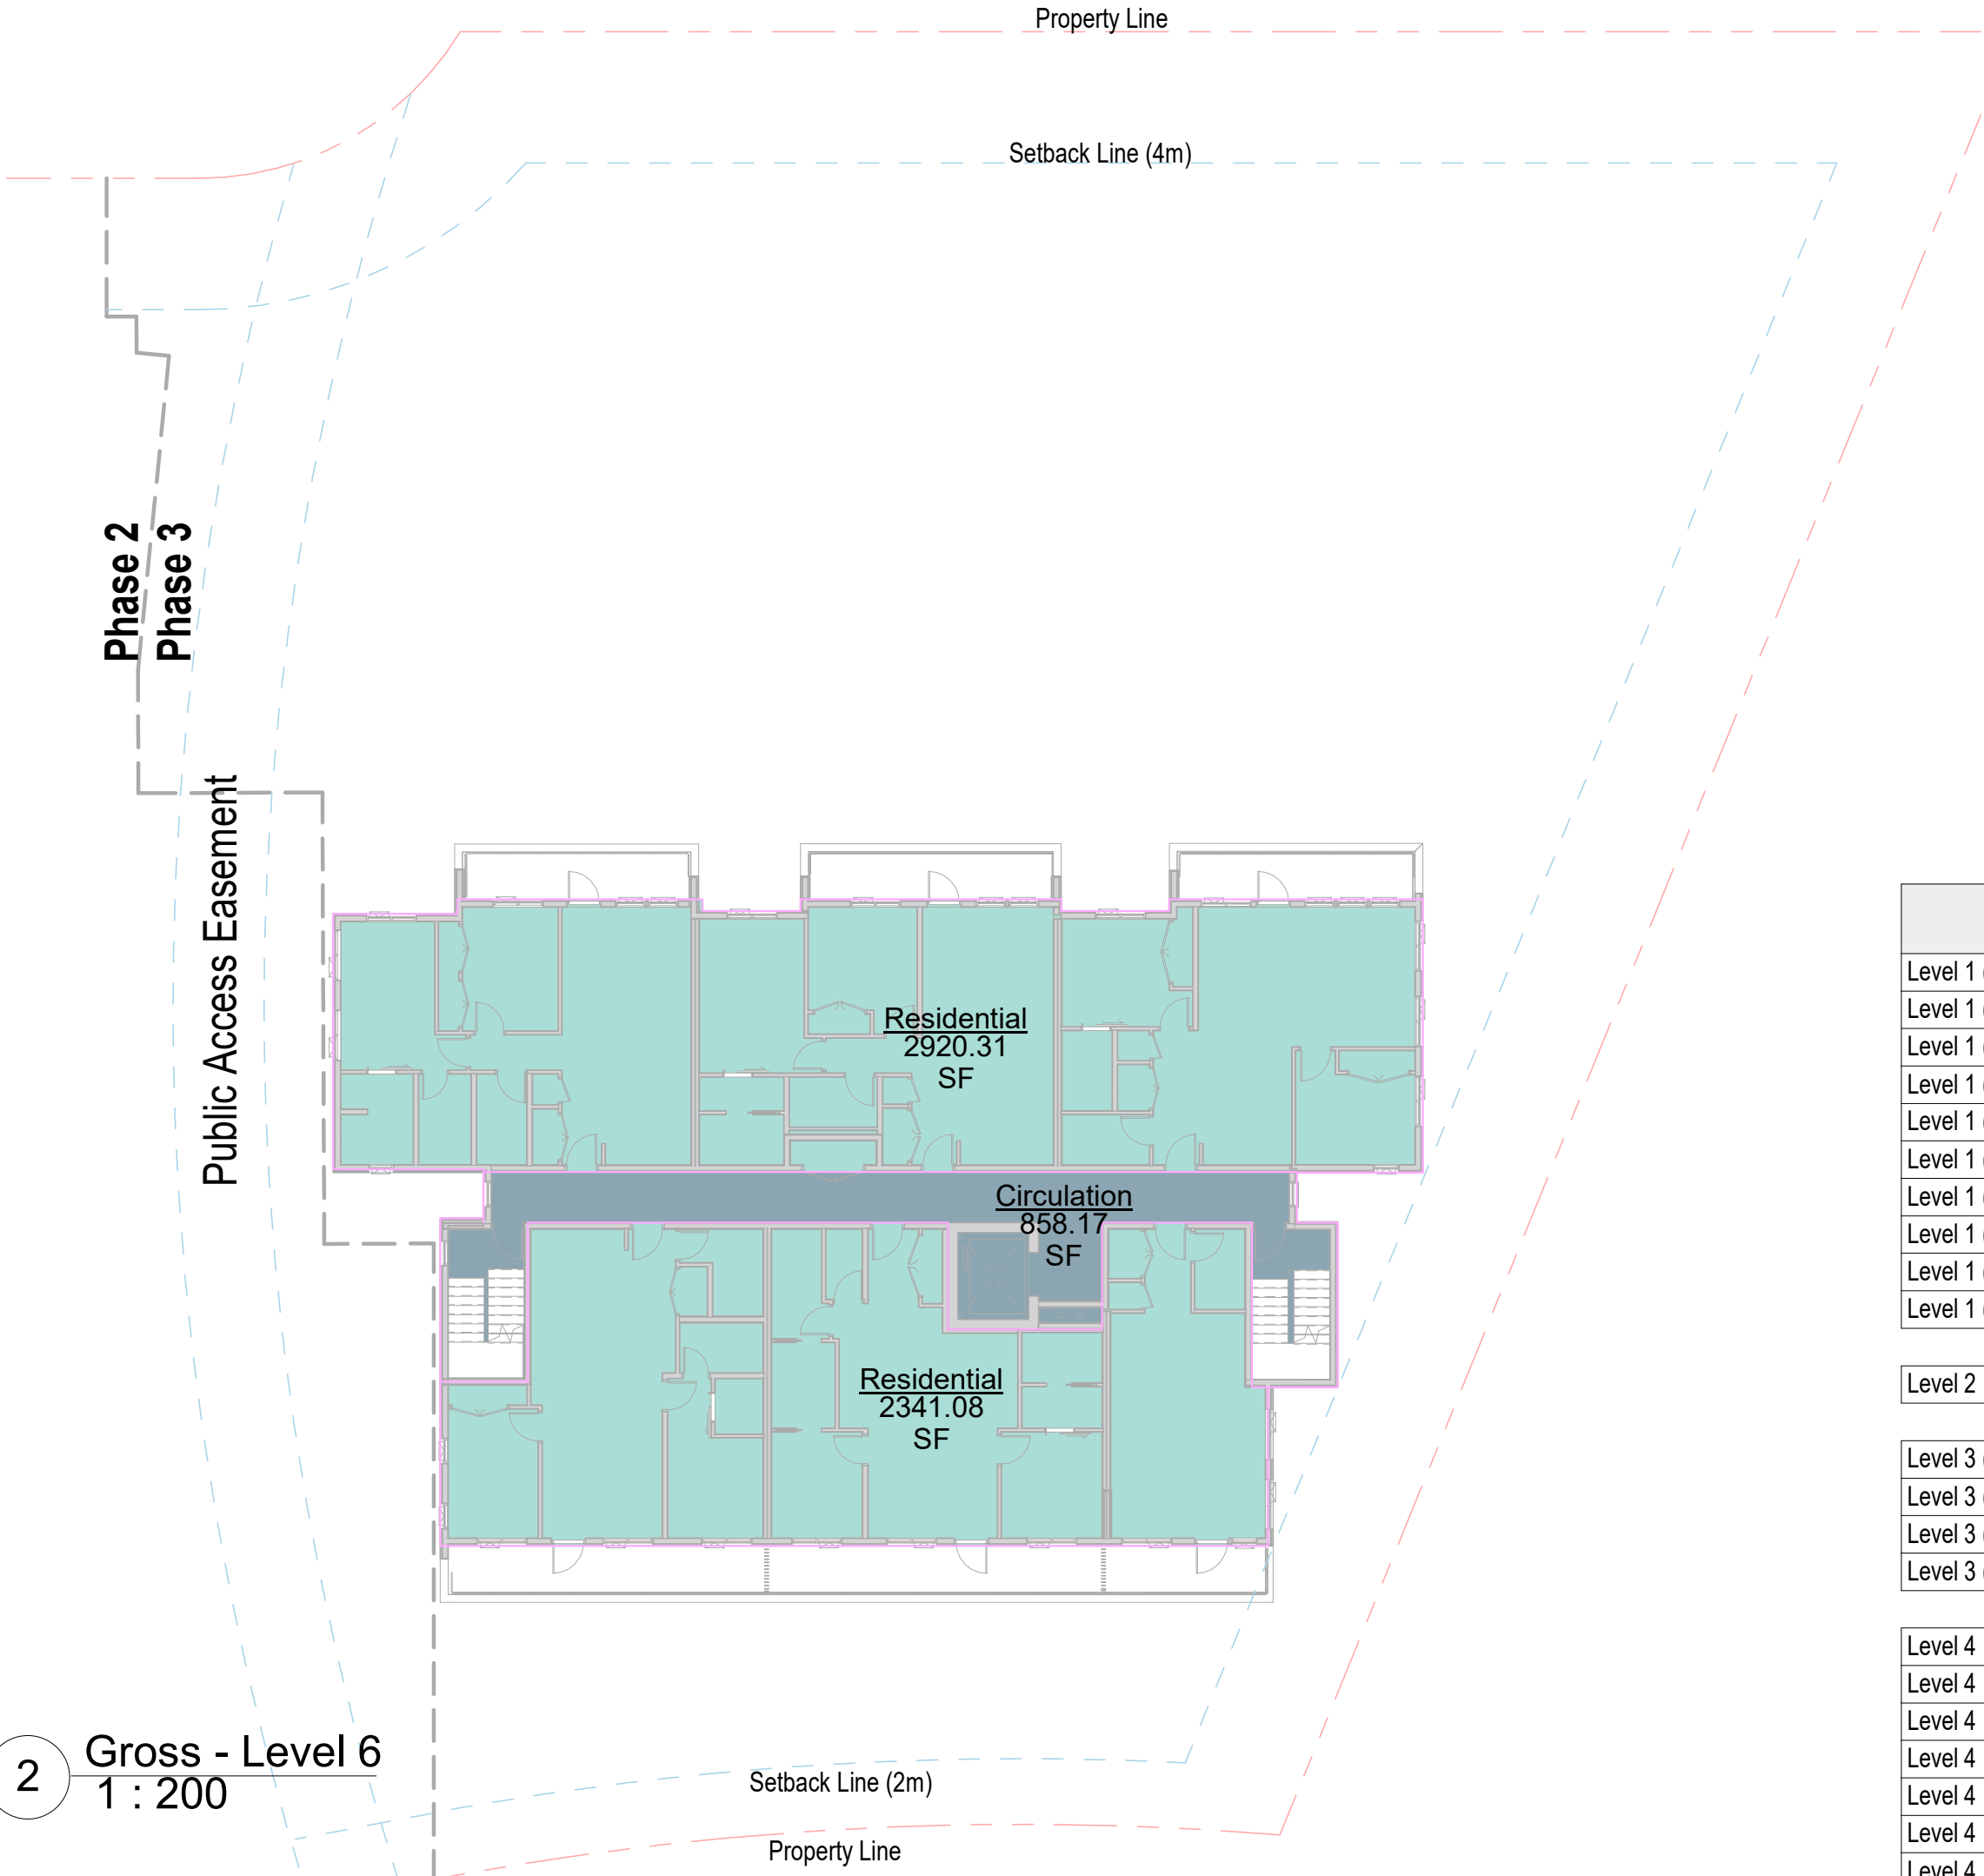 Property Line
Setback Line (4m)
Phase 2
Phase 3
Public Access Easement
Residential
2920.31
SF
Circulation
858.17
SF
Residential
2341.08
SF
2
Gross - Level 6
1 : 200
Setback Line (2m)
Property Line
Level 1
Level 1
Level 1
Level 1
Level 1
Level 1
Level 1
Level 1
Level 1
Level 1
Level 2
Level 3
Level 3
Level 3
Level 3
Level 4
Level 4
Level 4
Level 4
Level 4
Level 4
Level 4